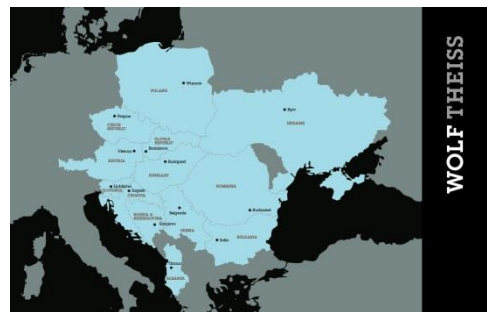 WOLF THEISS
Warsaw
POLAND
Kyiv
UKRAINE
Prague
CZECH
REPUBLIC
SLOVAK
REPUBLIC
Bratislava
Vienna
AUSTRIA
Budapest
HUNGARY
Ljubljana
SLOVENIA
Zagreb
CROATIA
ROMANIA
Bucharest
BOSNIA &
HERZEGOVINA
Belgrade
Sarajevo
SERBIA
Sofia
BULGARIA
Tirana
ALBANIA